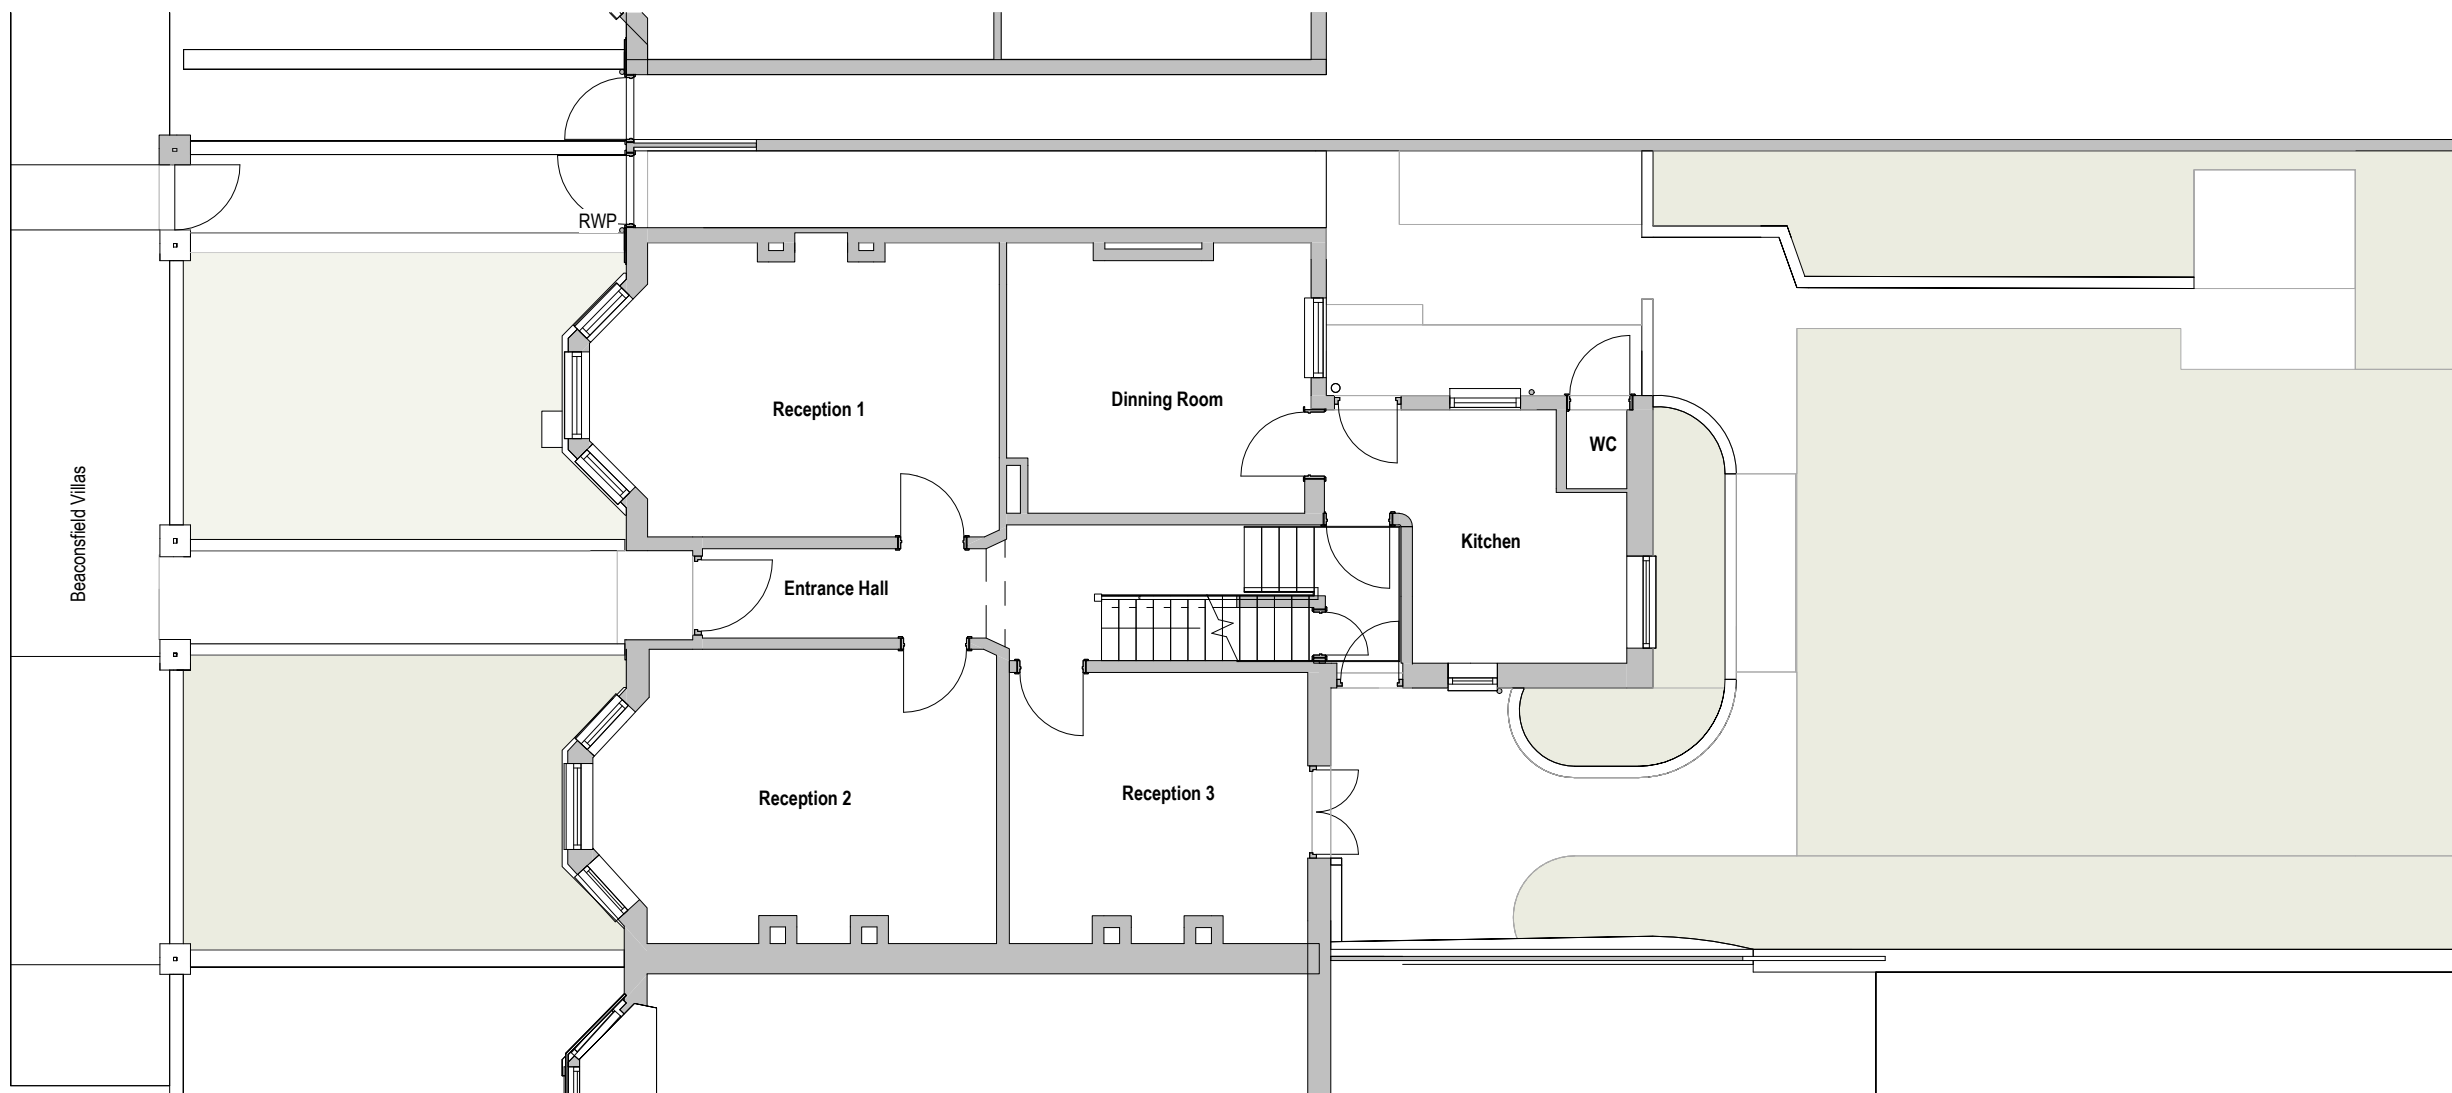 RWP
Reception 1
Dinning Room
WC
Beaconsfield Villas
Kitchen
Entrance Hall
Reception 2
Reception 3